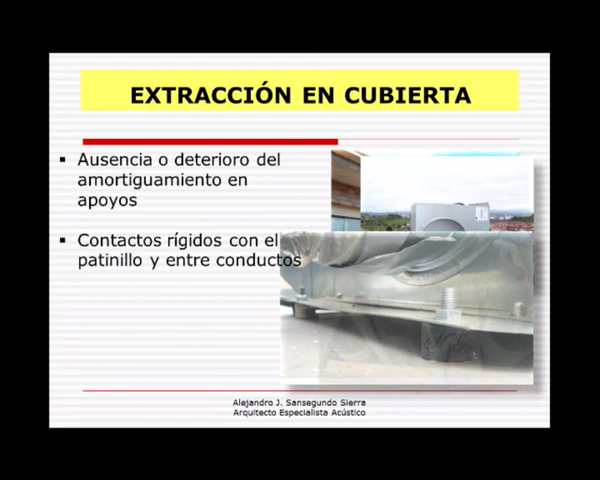 EXTRACCIÓN EN CUBIERTA
Ausencia o deterioro del
amortiguamiento en
apoyos
Contactos rígidos con el
patinillo y entre conductos
Alejandro J. Sansegundo Sierra
Arquitecto Especialista Acústico